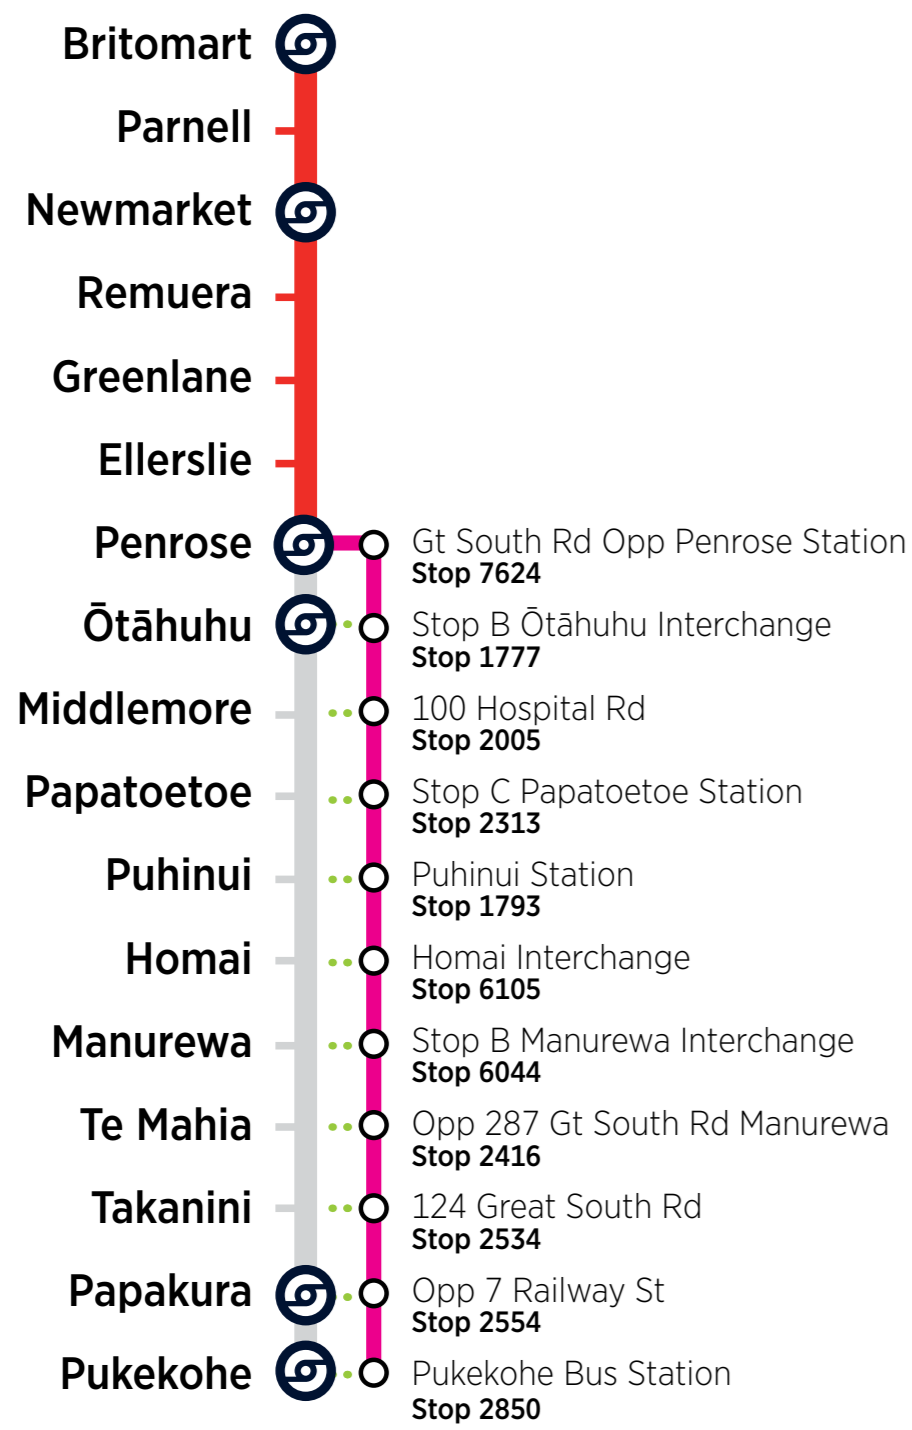 Britomart
Parnell
Newmarket
Remuera
Greenlane
Ellerslie
Penrose
Gt South Rd Opp Penrose Station
Stop 7624
Ōtāhuhu
Stop B Ōtāhuhu Interchange
Stop 1777
Middlemore
100 Hospital Rd
Stop 2005
Papatoetoe
Stop C Papatoetoe Station
Stop 2313
Puhinui
Puhinui Station
Stop 1793
Homai
Homai Interchange
Stop 6105
Manurewa
Stop B Manurewa Interchange
Stop 6044
Te Mahia
Opp 287 Gt South Rd Manurewa
Stop 2416
Takanini
124 Great South Rd
Stop 2534
Papakura
Opp 7 Railway St
Stop 2554
Pukekohe
Pukekohe Bus Station
Stop 2850